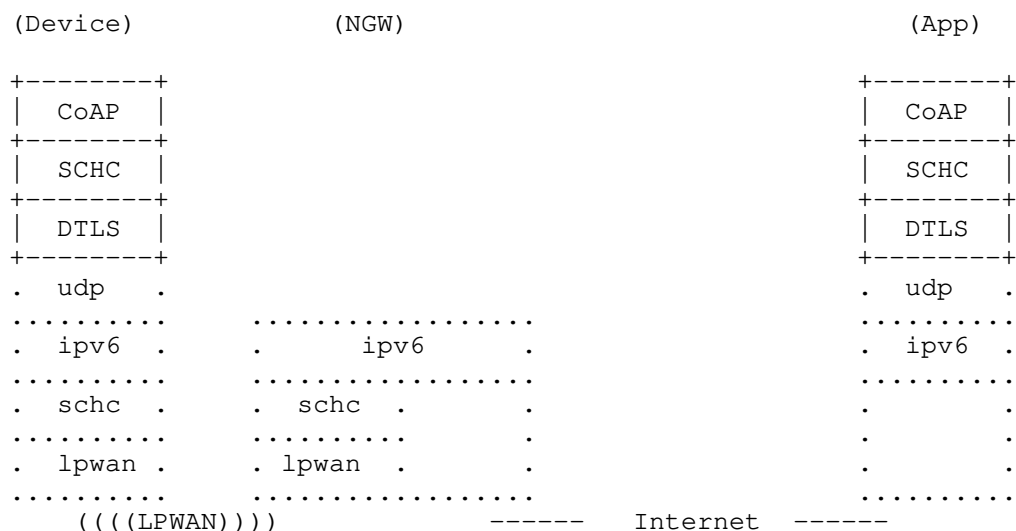 (Device) (NGW) (App)
CoAP CoAP
SCHC SCHC
DTLS DTLS
udp udp
ipv6 ipv6 ipv6
schc schc
lpwan lpwan
((((LPWAN)))) ------ Internet ------